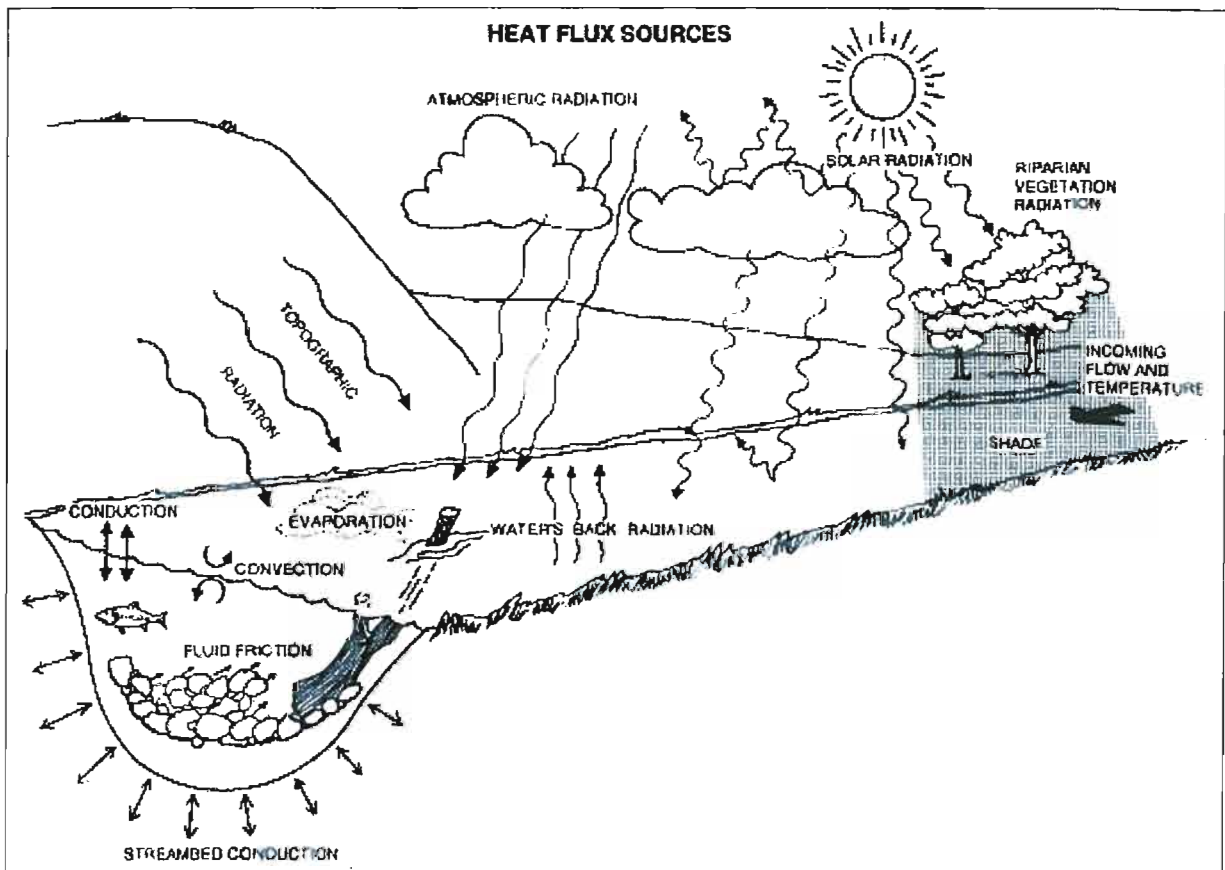 HEAT FLUX SOURCES
ATMOSPHERIC RADIATION
SOLAR RADIATION
RIPARIAN
VEGETATION
RADIATION
TOPOGRAPHIC
RADIATION
INCOMING
FLOW AND
TEMPERATURE
SHADE
CONDUCTION
EVAPORATION
WATER'S BACK RADIATION
CONVECTION
FLUID FRICTION
STREAMBED CONDUCTION